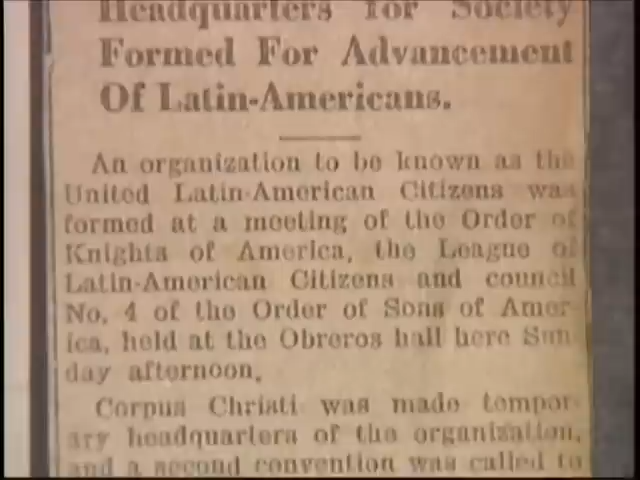 Headquarters for Society
Formed For Advancement
Of Latin-Americans.
An organization to be known as the
United Latin-American Citizens was
formed at a meeting of the Order of
Knights of America, the League of
Latin-American Citizens and council
No. 4 of the Order of Sons of Amer-
ica, held at the Obreros hall here Sun-
day afternoon.
Corpus Christi was made tempor-
ary headquarters of the organization,
and a second convention was called to